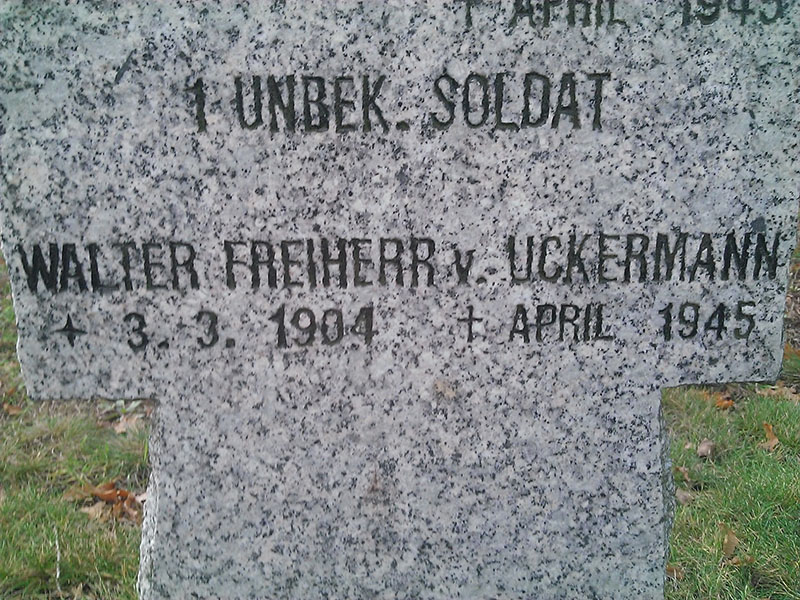 † APRIL 1945
1 UNBEK. SOLDAT
WALTER FREIHERR v. UCKERMANN
✦ 3. 3. 1904 † APRIL 1945